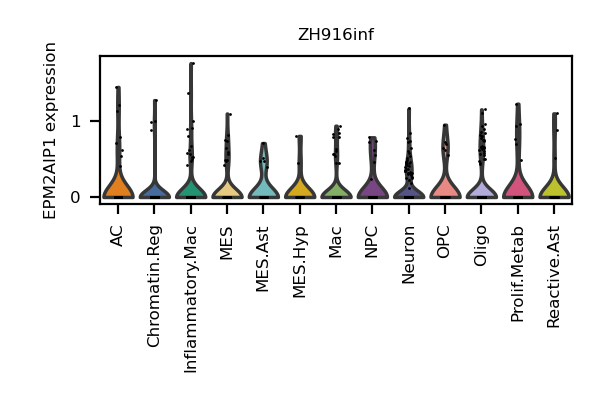 ZH916inf
EPM2AIP1 expression
1
0
AC
Chromatin.Reg
Inflammatory.Mac
MES
MES.Ast
MES.Hyp
Mac
NPC
Neuron
OPC
Oligo
Prolif.Metab
Reactive.Ast